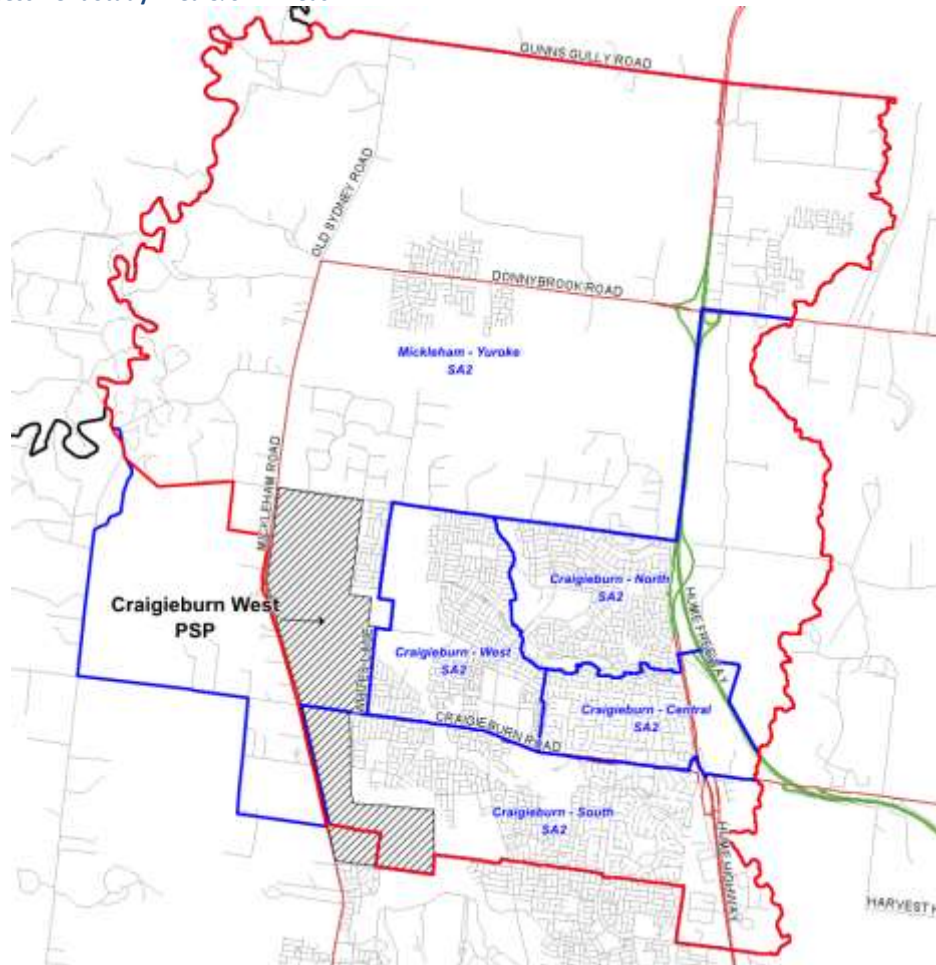 GUNNS GULLY ROAD
OLD SYDNEY ROAD
DONNYBROOK ROAD
Mickleham - Yuroke
SA2
MICKLEHAM ROAD
Craigieburn - North
SA2
HUME FREEWAY
Craigieburn West
PSP
Craigieburn - West
SA2
Craigieburn - Central
SA2
CRAIGIEBURN ROAD
Craigieburn - South
SA2
HUME HIGHWAY
HARVEST H